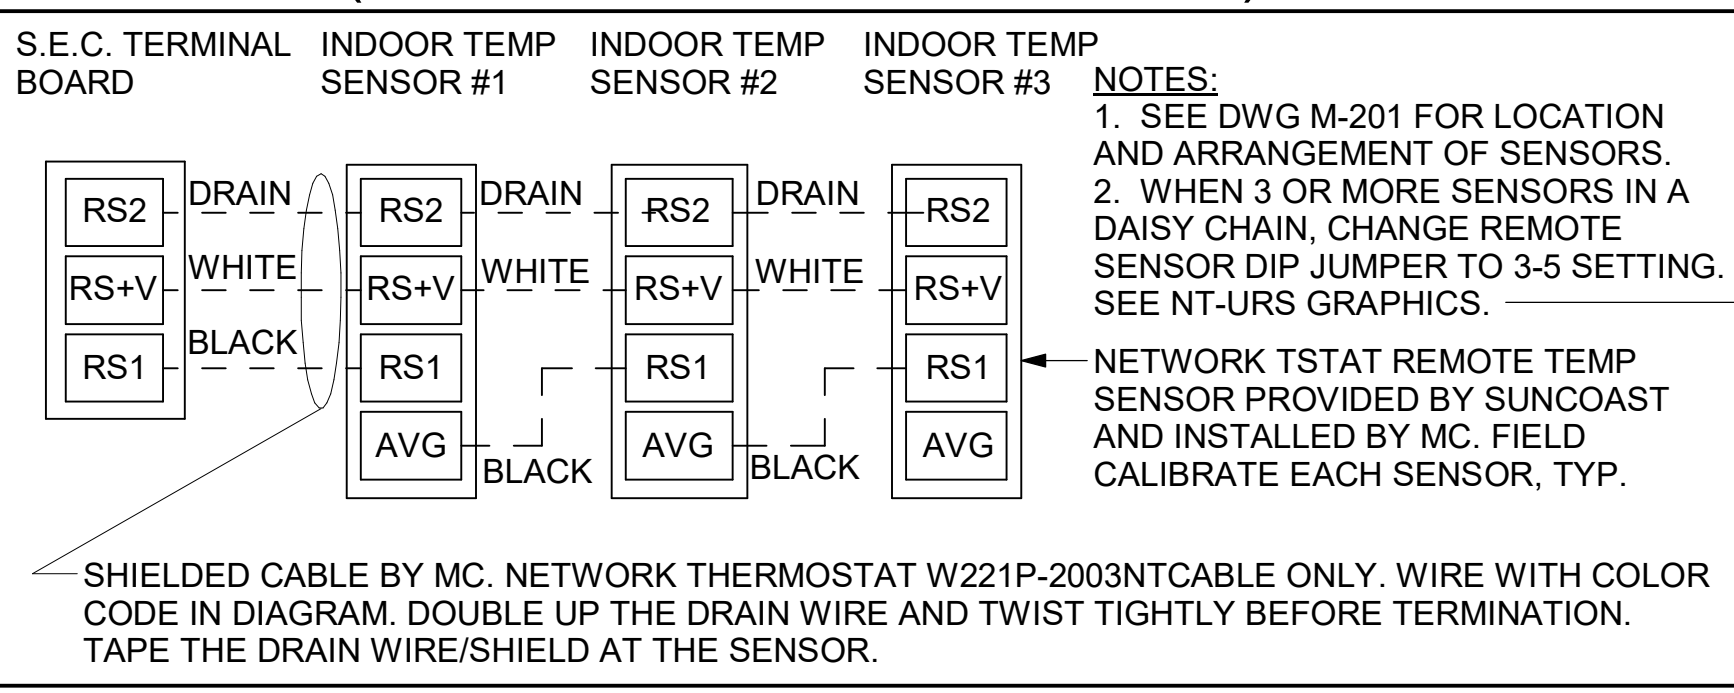 S.E.C. TERMINAL BOARD
INDOOR TEMP SENSOR #1
INDOOR TEMP SENSOR #2
INDOOR TEMP SENSOR #3
RS2
RS+V
RS1
DRAIN
WHITE
BLACK
RS2
RS+V
RS1
AVG
DRAIN
WHITE
BLACK
RS2
RS+V
RS1
AVG
DRAIN
WHITE
BLACK
RS2
RS+V
RS1
AVG
NOTES:
1. SEE DWG M-201 FOR LOCATION
AND ARRANGEMENT OF SENSORS.
2. WHEN 3 OR MORE SENSORS IN A
DAISY CHAIN, CHANGE REMOTE
SENSOR DIP JUMPER TO 3-5 SETTING.
SEE NT-URS GRAPHICS.
NETWORK TSTAT REMOTE TEMP
SENSOR PROVIDED BY SUNCOAST
AND INSTALLED BY MC. FIELD
CALIBRATE EACH SENSOR, TYP.
SHIELDED CABLE BY MC. NETWORK THERMOSTAT W221P-2003NTCABLE ONLY. WIRE WITH COLOR
CODE IN DIAGRAM. DOUBLE UP THE DRAIN WIRE AND TWIST TIGHTLY BEFORE TERMINATION.
TAPE THE DRAIN WIRE/SHIELD AT THE SENSOR.